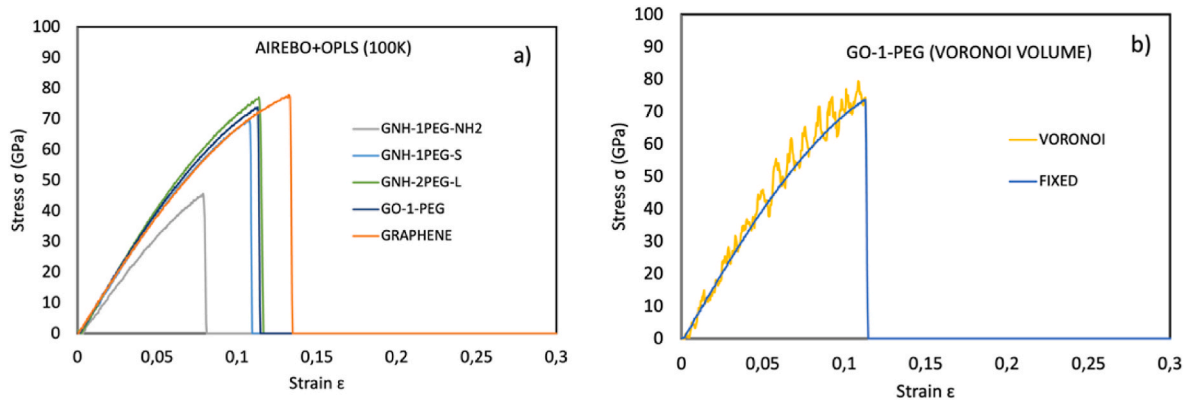 AIREBO+OPLS (100K)
a)
Stress σ (GPa)
100
90
80
70
60
50
40
30
20
10
0
GNH-1PEG-NH2
GNH-1PEG-S
GNH-2PEG-L
GO-1-PEG
GRAPHENE
0 0,05 0,1 0,15 0,2 0,25 0,3
Strain ε
GO-1-PEG (VORONOI VOLUME)
b)
Stress σ (GPa)
100
90
80
70
60
50
40
30
20
10
0
VORONOI
FIXED
0 0,05 0,1 0,15 0,2 0,25 0,3
Strain ε